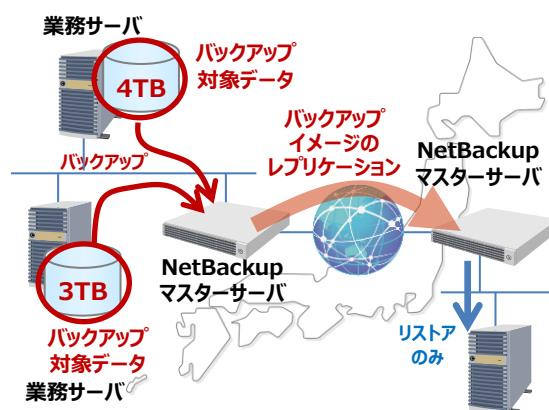 業務サーバ
バックアップ
対象データ
4TB
バックアップ
イメージの
レプリケーション
NetBackup
マスターサーバ
バックアップ
NetBackup
マスターサーバ
3TB
バックアップ
対象データ
業務サーバ
リストア
のみ